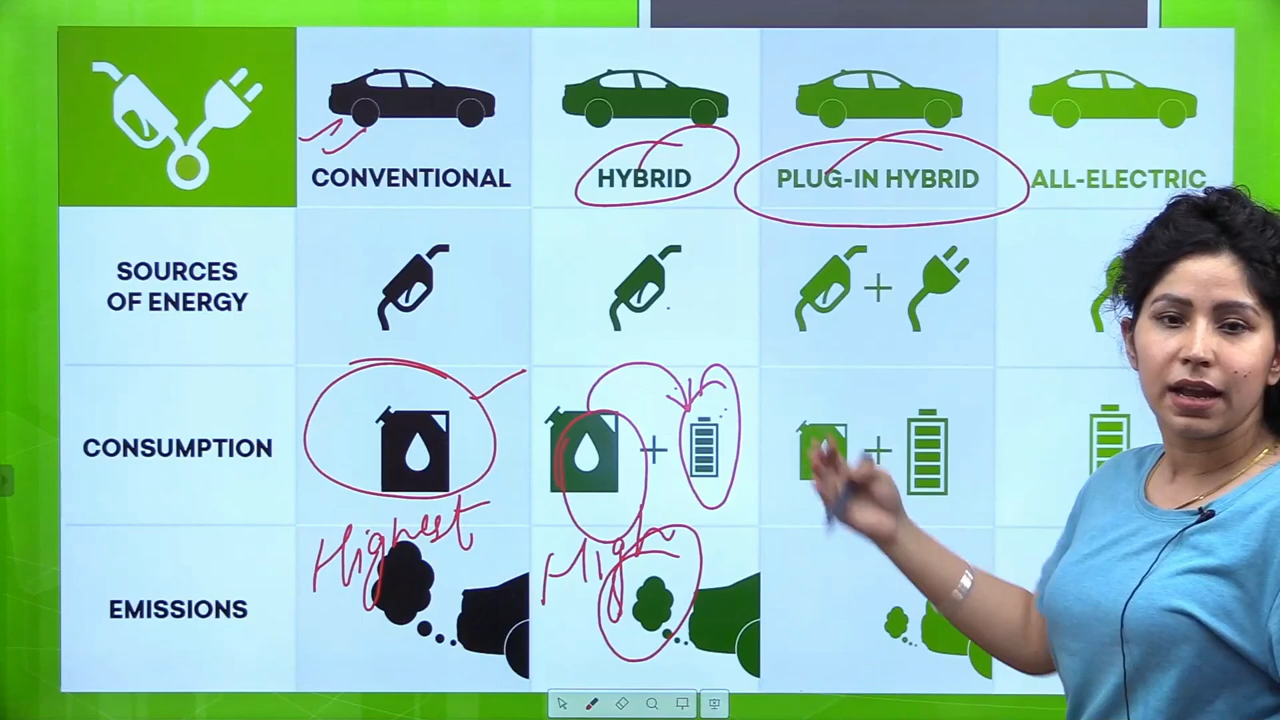 CONVENTIONAL
HYBRID
PLUG-IN HYBRID
ALL-ELECTRIC
SOURCES
OF ENERGY
CONSUMPTION
Highest
High
EMISSIONS